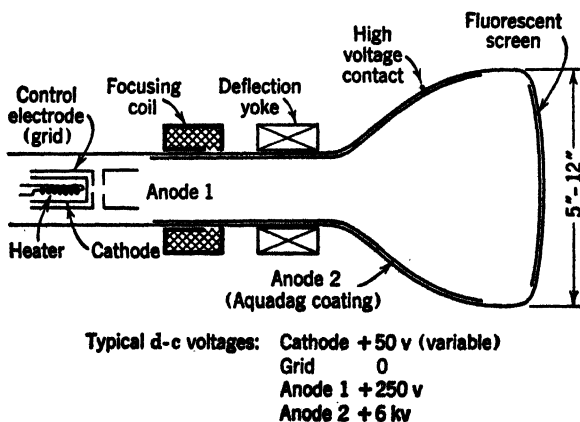 Fluorescent
screen
High
voltage
contact
Focusing
coil
Deflection
yoke
Control
electrode
(grid)
Anode 1
5"-12"
Heater
Cathode
Anode 2
(Aquadag coating)
Typical d-c voltages: Cathode +50 v (variable)
Grid 0
Anode 1 +250 v
Anode 2 +6 kv